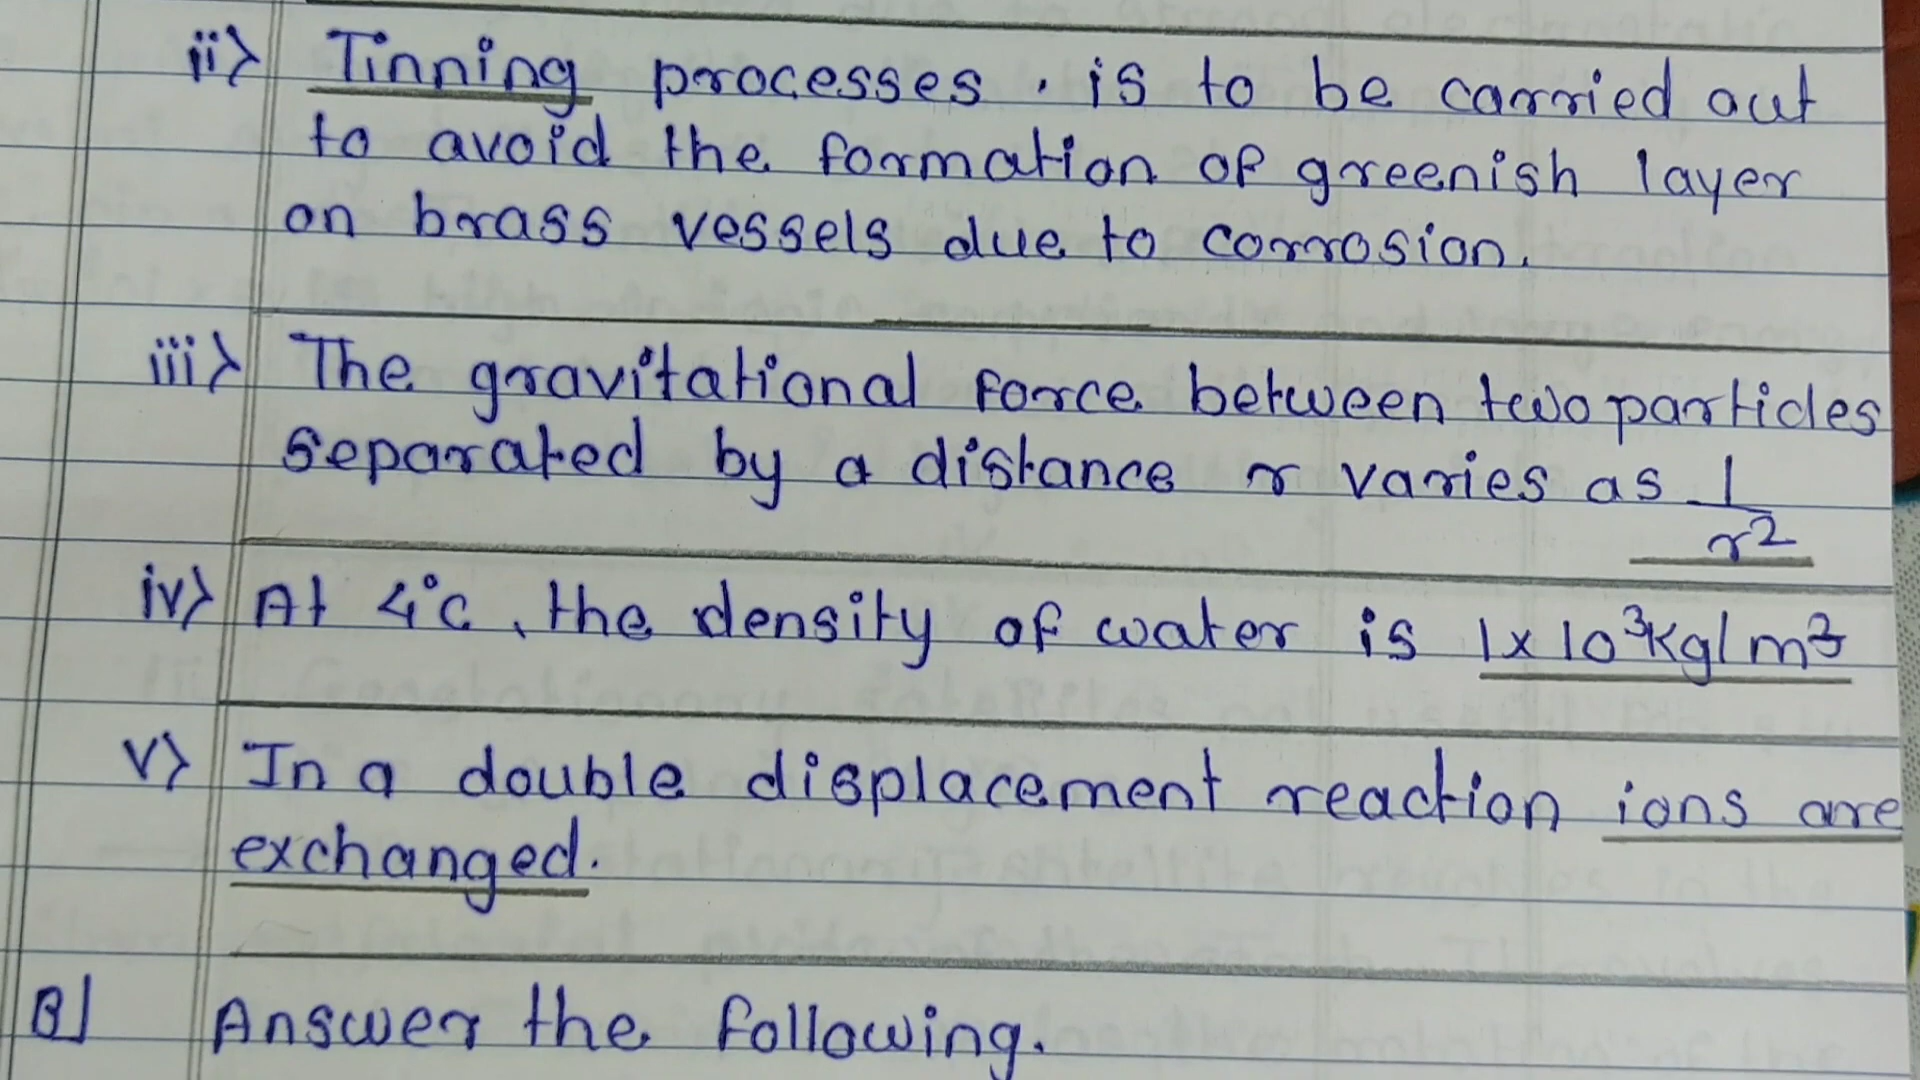 ii) Tinning processes. is to be carried out
to avoid the formation of greenish layer
on brass vessels due to corrosion.
iii) The gravitational force between two particles
separated by a distance r varies as 1/r²
iv) At 4°c, the density of water is 1x10³kg/m³
v) In a double displacement reaction ions are
exchanged.
B] Answer the following.